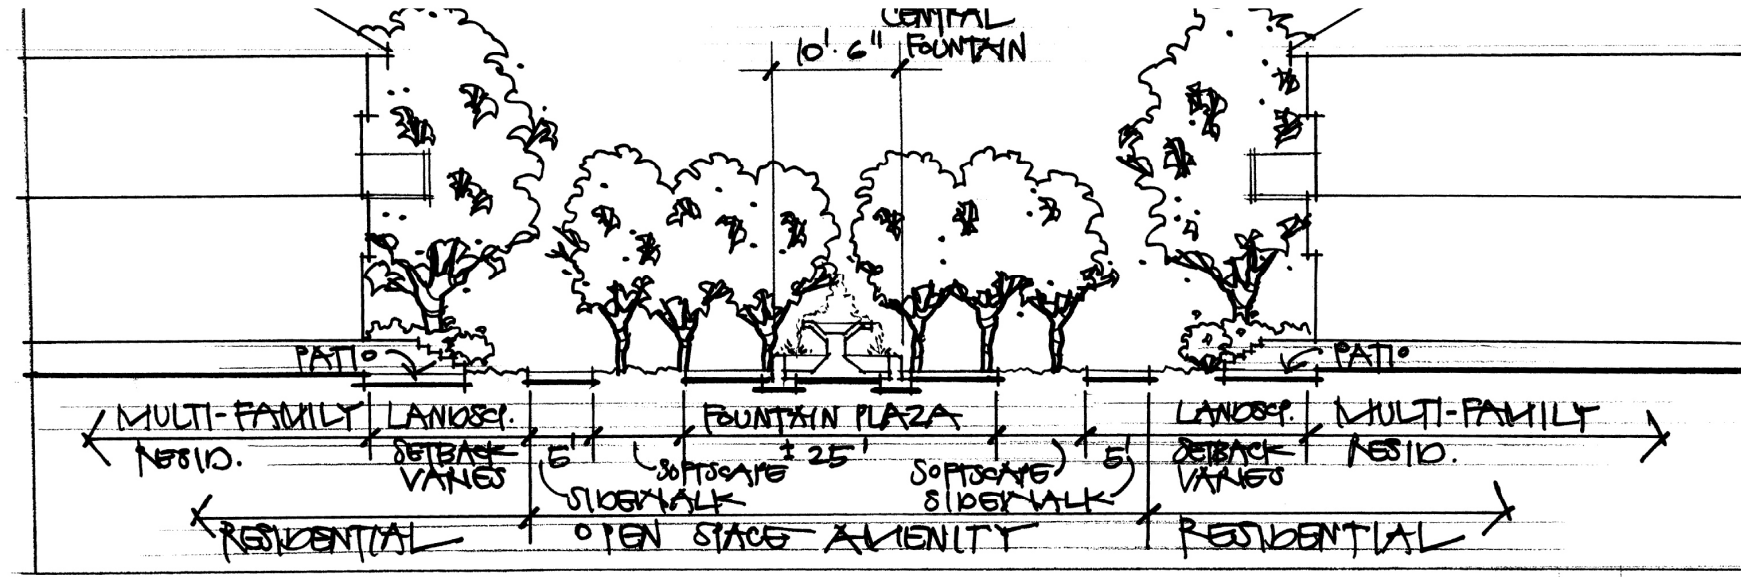 CENTRAL
10' 6" FOUNTAIN
PATIO
PATIO
MULTI-FAMILY LANDSCP. FOUNTAIN PLAZA LANDSCP. MULTI-FAMILY
RESID. SETBACK 5' SOFTSCAPE ±25' SOFTSCAPE 5' SETBACK RESID.
VARIES SIDEWALK SIDEWALK VARIES
RESIDENTIAL OPEN SPACE AMENITY RESIDENTIAL